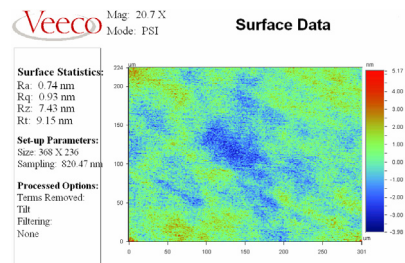 Veeco
Mag: 20.7 X
Mode: PSI
Surface Data
Surface Statistics:
Ra: 0.74 nm
Rq: 0.93 nm
Rz: 7.43 nm
Rt: 9.15 nm
Set-up Parameters:
Size: 368 X 236
Sampling: 820.47 nm
Processed Options:
Terms Removed:
Tilt
Filtering:
None
um
224
200
150
100
50
0
0
50
100
150
200
250
301
um
nm
5.17
4.00
3.00
2.00
1.00
0.00
-1.00
-2.00
-3.00
-3.98